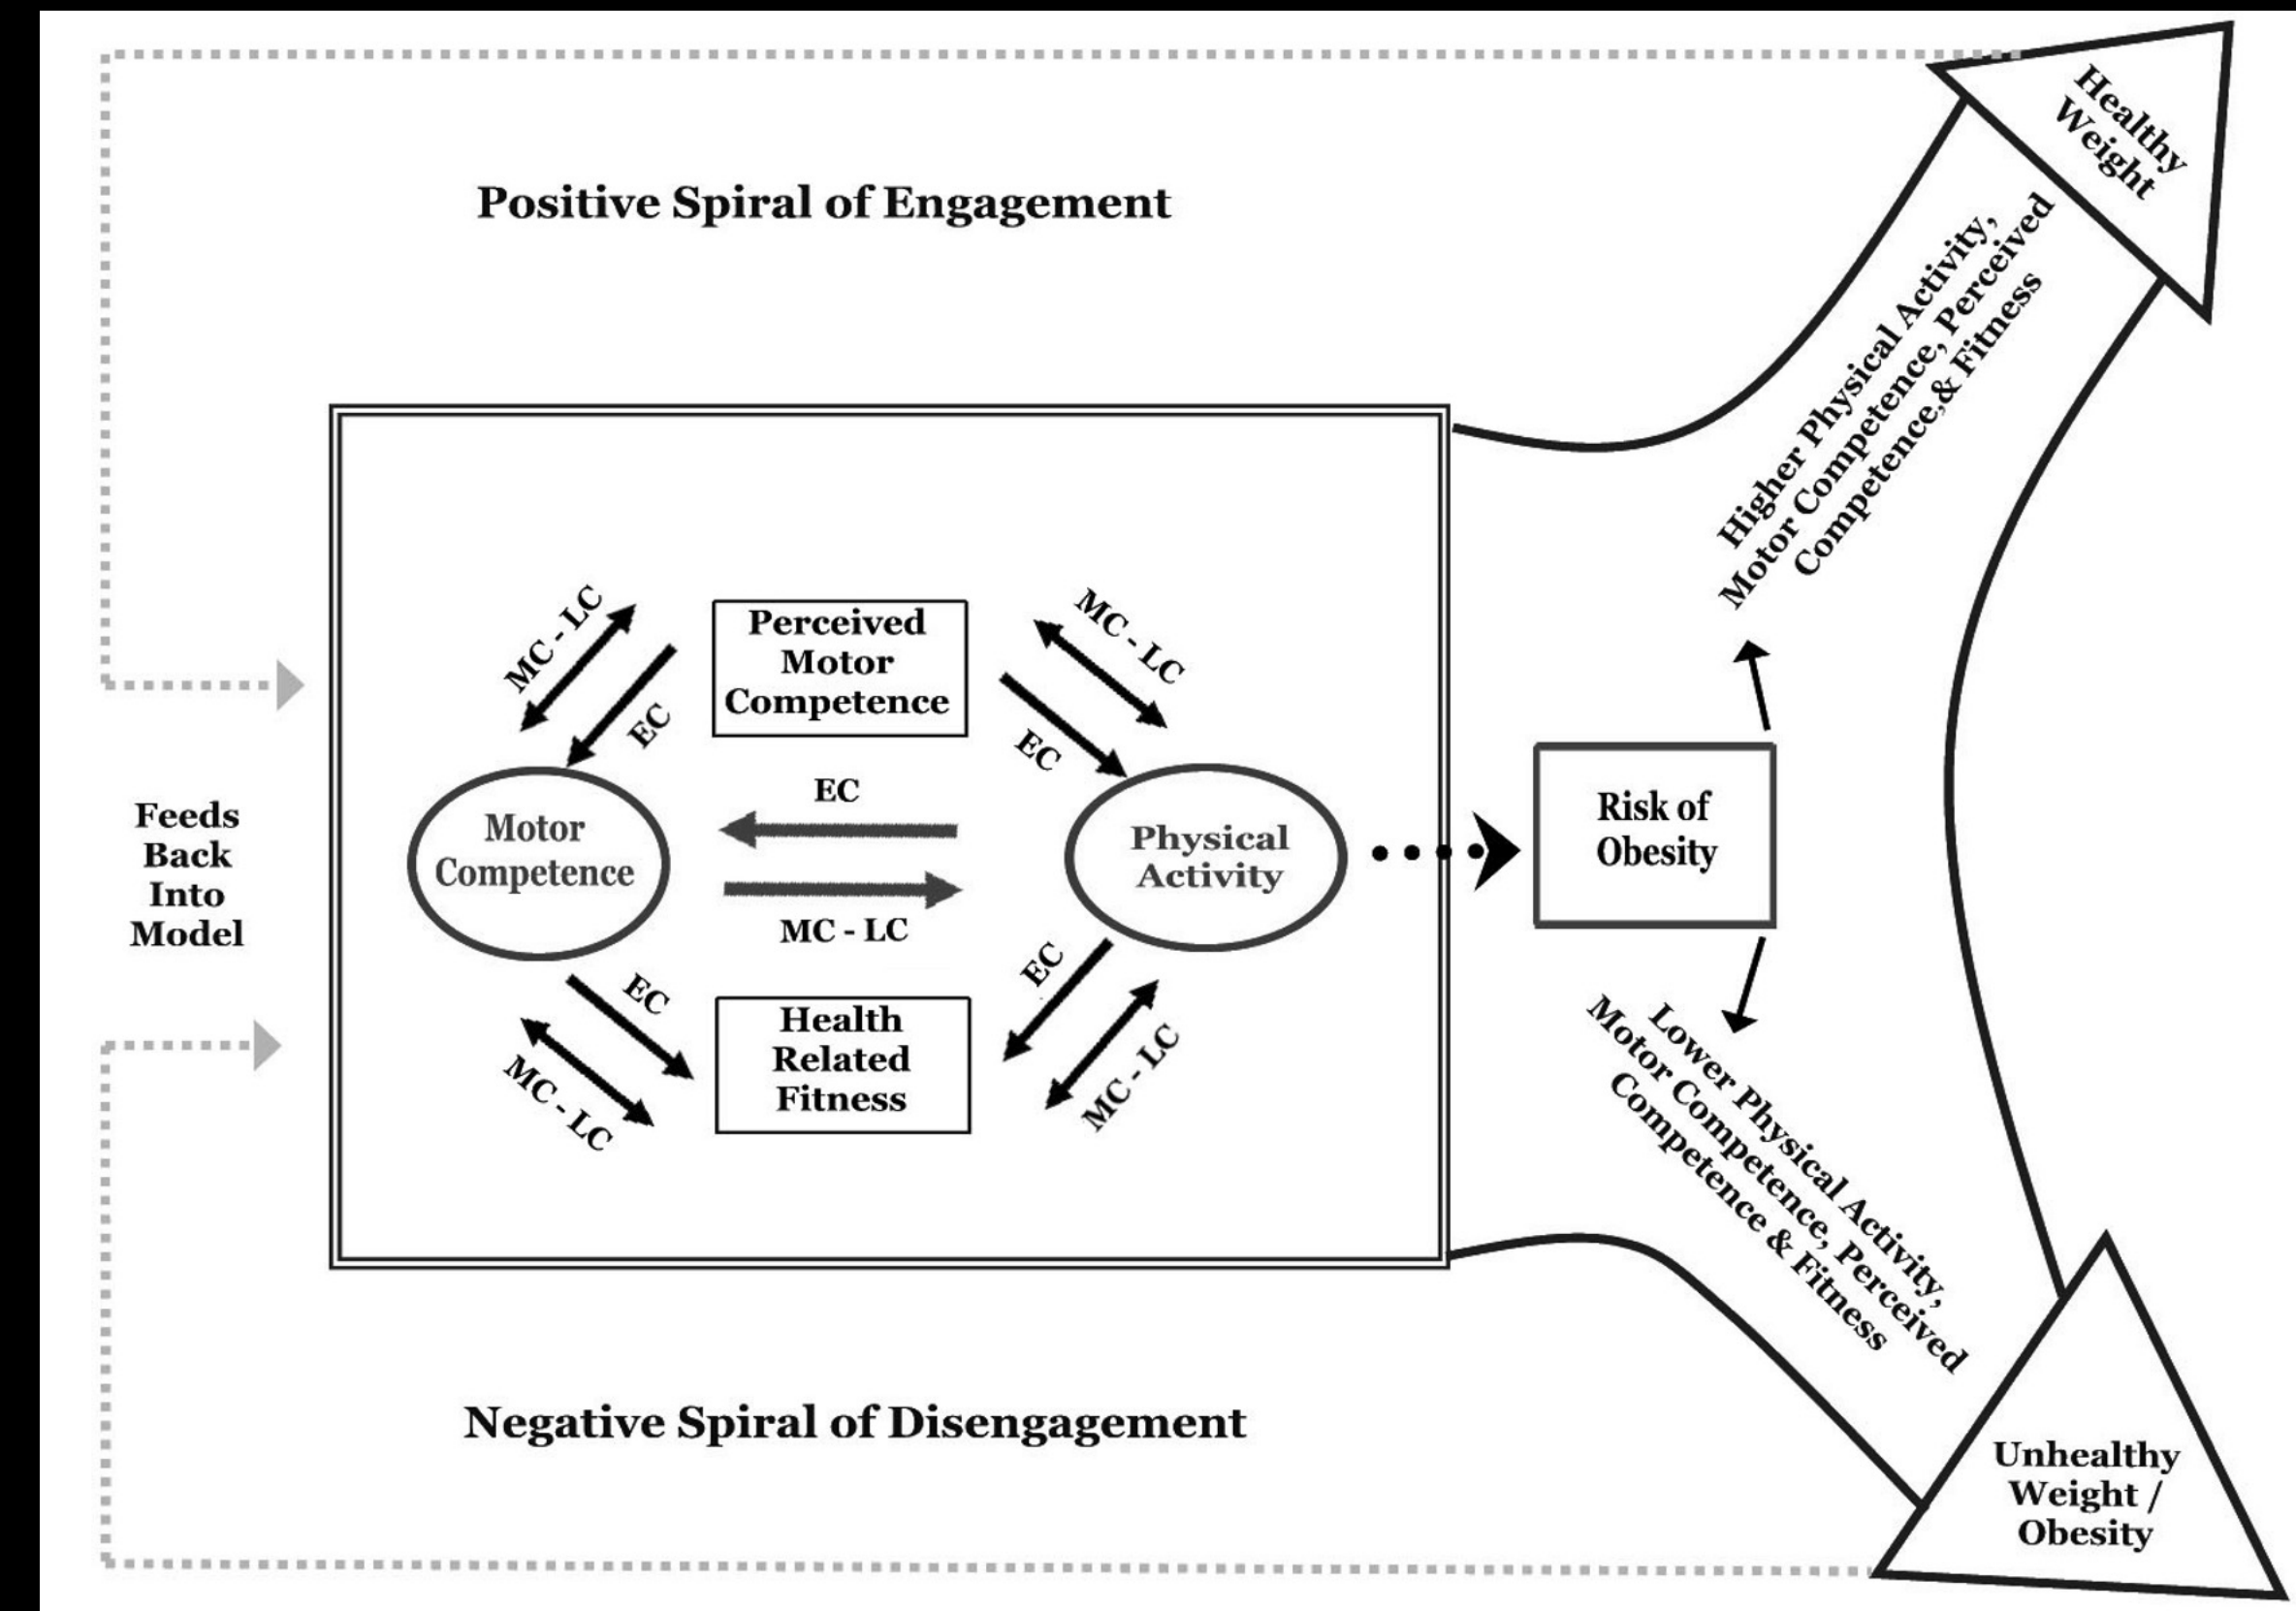 Positive Spiral of Engagement
Healthy
Weight
Higher Physical Activity,
Motor Competence, Perceived
Competence,& Fitness
MC - LC
EC
Perceived
Motor
Competence
MC - LC
EC
Feeds
Back
Into
Model
Motor
Competence
EC
MC - LC
Physical
Activity
Risk of
Obesity
EC
MC - LC
Health
Related
Fitness
EC
MC - LC
Lower Physical Activity,
Motor Competence, Perceived
Competence & Fitness
Negative Spiral of Disengagement
Unhealthy
Weight /
Obesity